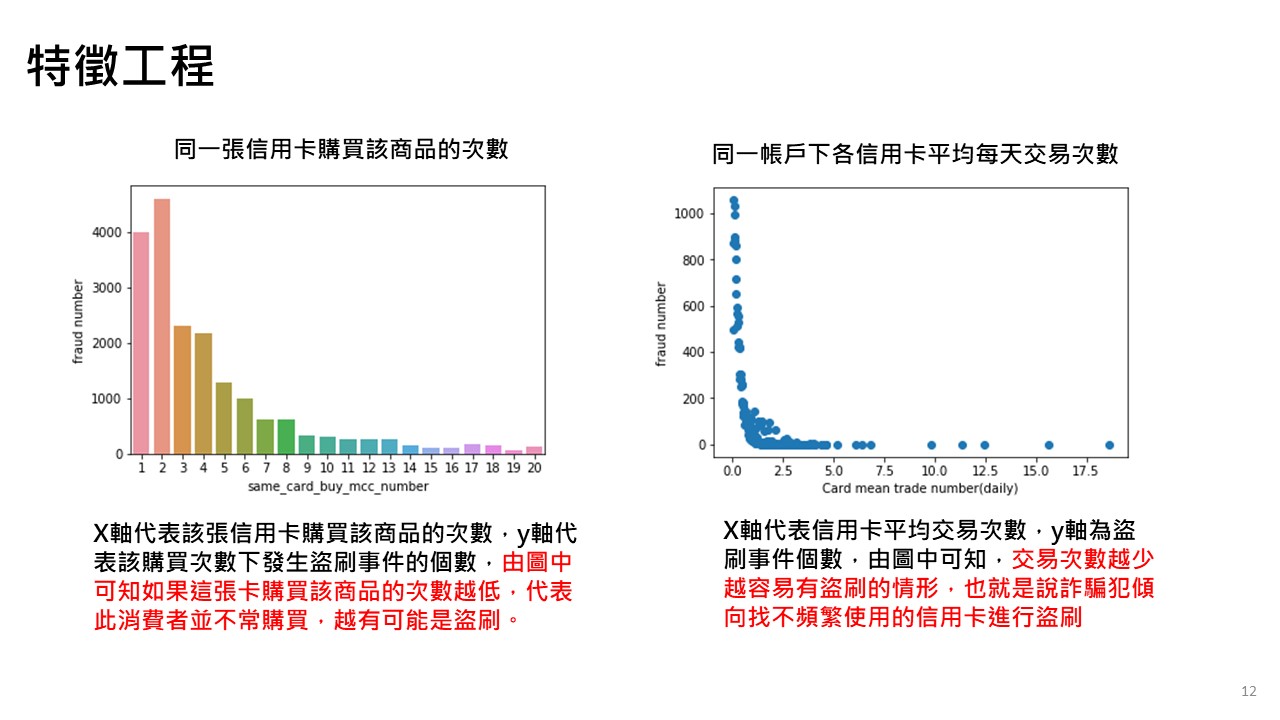 特徵工程
同一張信用卡購買該商品的次數
4000
3000
2000
1000
0
fraud number
1 2 3 4 5 6 7 8 9 10 11 12 13 14 15 16 17 18 19 20
same_card_buy_mcc_number
X軸代表該張信用卡購買該商品的次數，y軸代
表該購買次數下發生盜刷事件的個數，由圖中
可知如果這張卡購買該商品的次數越低，代表
此消費者並不常購買，越有可能是盜刷。
同一帳戶下各信用卡平均每天交易次數
1000
800
600
400
200
0
fraud number
0.0 2.5 5.0 7.5 10.0 12.5 15.0 17.5
Card mean trade number(daily)
X軸代表信用卡平均交易次數，y軸為盜
刷事件個數，由圖中可知，交易次數越少
越容易有盜刷的情形，也就是說詐騙犯傾
向找不頻繁使用的信用卡進行盜刷
12